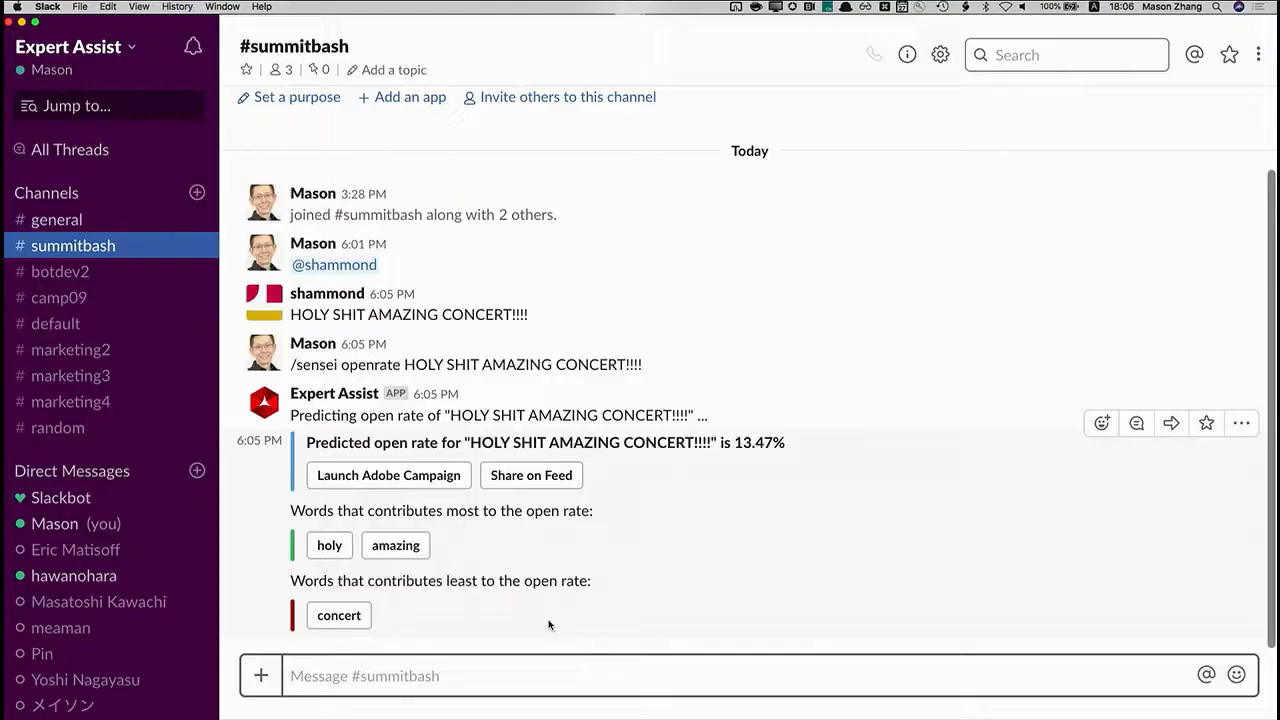 Slack File Edit View History Window Help 100% A 18:06 Mason Zhang
Expert Assist
Mason
Jump to...
All Threads
Channels
# general
# summitbash
# botdev2
# camp09
# default
# marketing2
# marketing3
# marketing4
# random
Direct Messages
Slackbot
Mason (you)
Eric Matisoff
hawanohara
Masatoshi Kawachi
meaman
Pin
Yoshi Nagayasu
メイソン
#summitbash
3 | 0 | Add a topic
Search
Set a purpose + Add an app Invite others to this channel
Today
Mason 3:28 PM
joined #summitbash along with 2 others.
Mason 6:01 PM
@shammond
shammond 6:05 PM
HOLY SHIT AMAZING CONCERT!!!!
Mason 6:05 PM
/sensei openrate HOLY SHIT AMAZING CONCERT!!!!
Expert Assist APP 6:05 PM
Predicting open rate of "HOLY SHIT AMAZING CONCERT!!!!" ...
6:05 PM Predicted open rate for "HOLY SHIT AMAZING CONCERT!!!!" is 13.47%
Launch Adobe Campaign Share on Feed
Words that contributes most to the open rate:
holy amazing
Words that contributes least to the open rate:
concert
+ Message #summitbash @